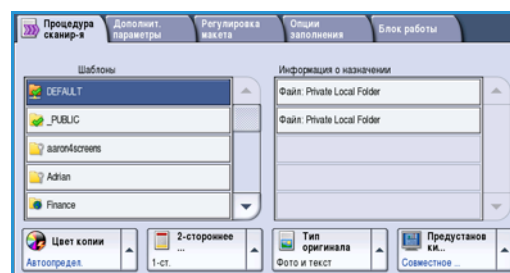 Процедура сканир-я
Дополнит. параметры
Регулировка макета
Опции заполнения
Блок работы
Шаблоны
DEFAULT
_PUBLIC
aaron4screens
Adrian
Finance
Информация о назначении
Файл: Private Local Folder
Файл: Private Local Folder
Цвет копии
Автоопредел.
2-стороннее
...
1-ст.
Тип оригинала
Фото и текст
Предустанов
ки...
Совместное ...